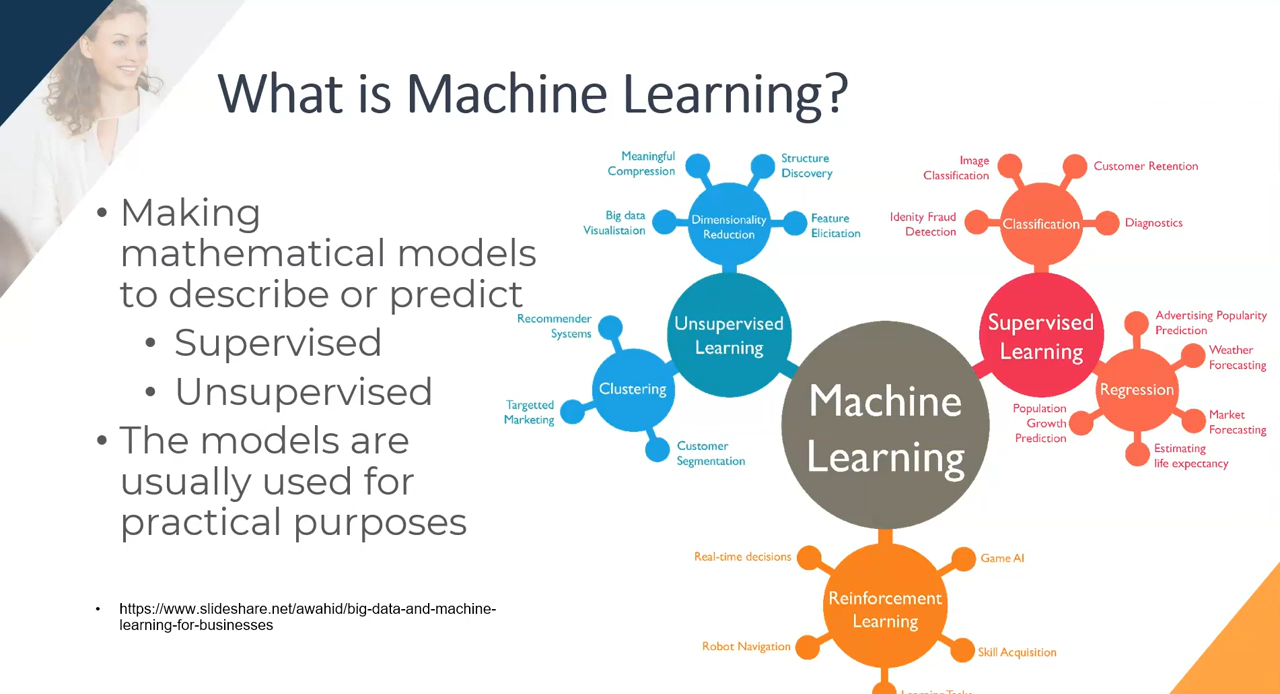 What is Machine Learning?
• Making
mathematical models
to describe or predict
• Supervised
• Unsupervised
• The models are
usually used for
practical purposes
• https://www.slideshare.net/awahid/big-data-and-machine-
learning-for-businesses
Meaningful
Compression
Structure
Discovery
Big data
Visualistaion
Dimensionality
Reduction
Feature
Elicitation
Unsupervised
Learning
Recommender
Systems
Clustering
Targetted
Marketing
Customer
Segmentation
Machine
Learning
Image
Classification
Customer Retention
Idenity Fraud
Detection
Classification
Diagnostics
Supervised
Learning
Advertising Popularity
Prediction
Weather
Forecasting
Regression
Population
Growth
Prediction
Market
Forecasting
Estimating
life expectancy
Real-time decisions
Game AI
Reinforcement
Learning
Robot Navigation
Skill Acquisition
Learning Tasks